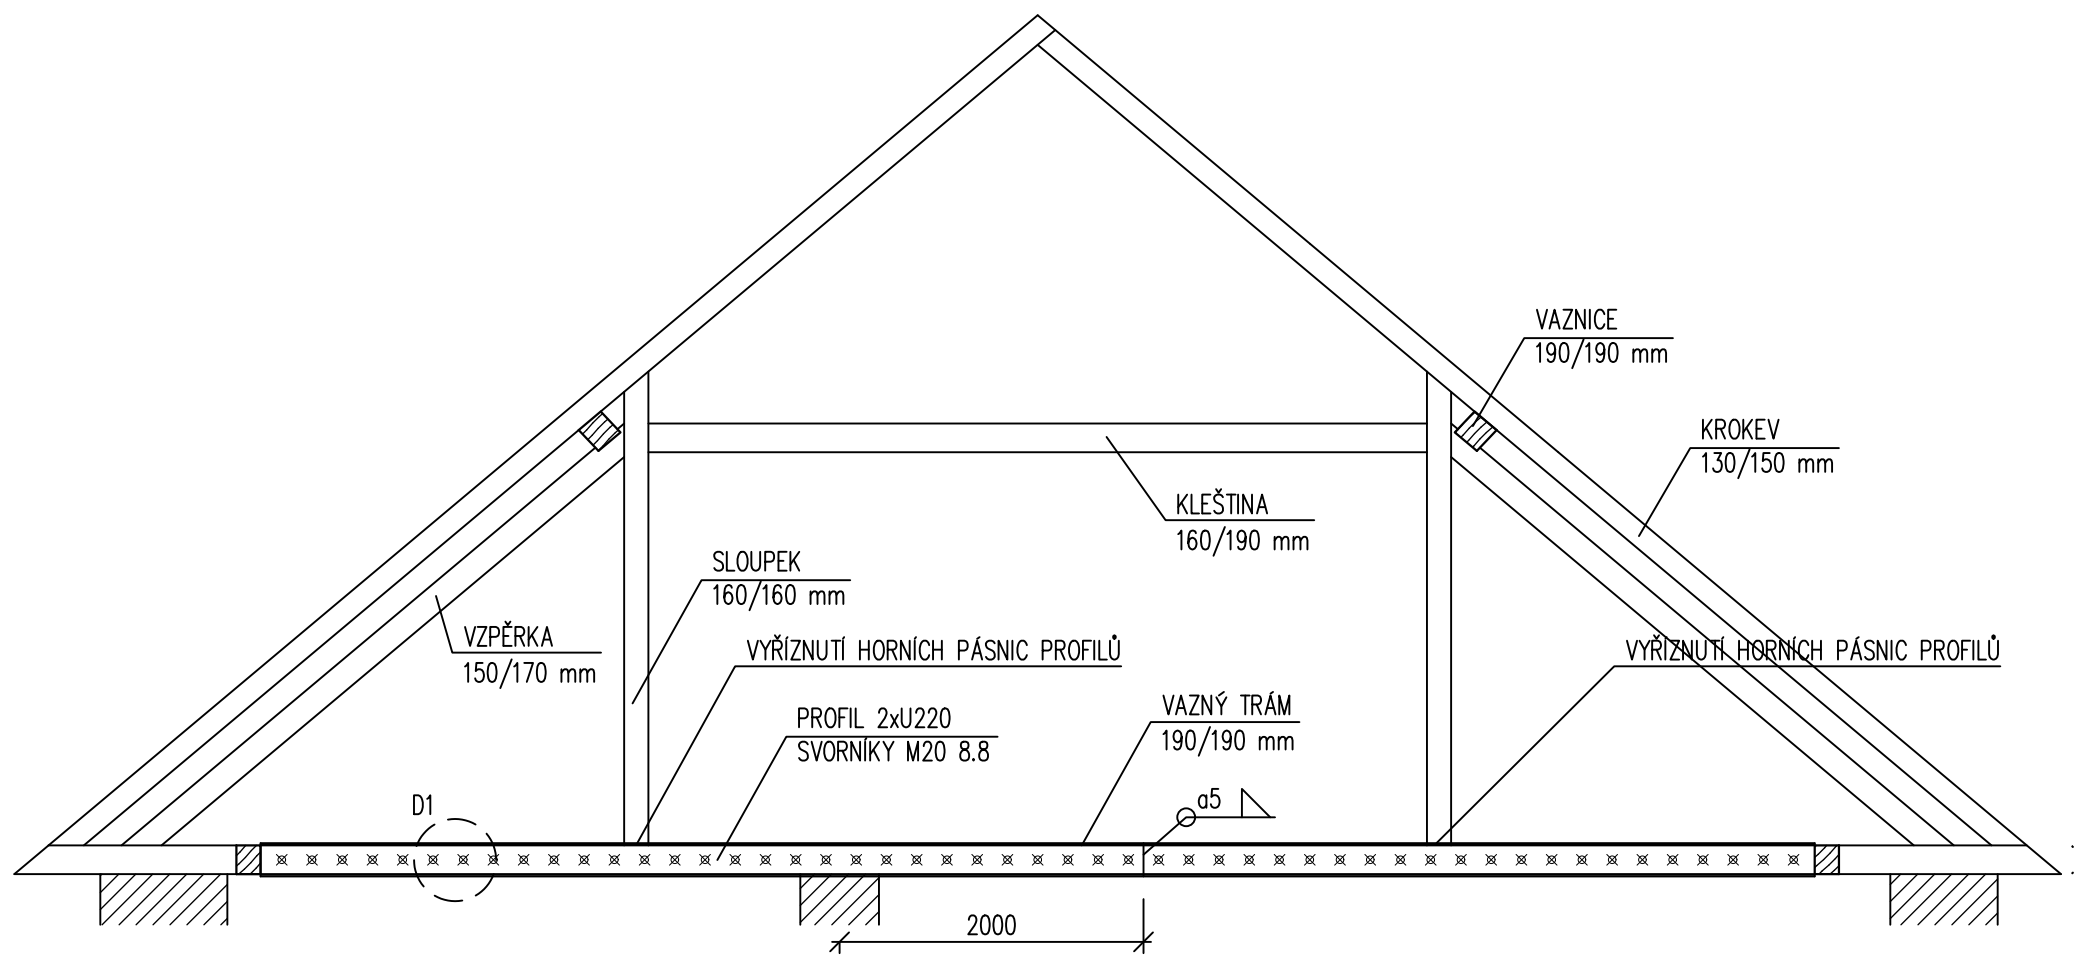 VAZNICE
190/190 mm
KROKEV
130/150 mm
KLEŠTINA
160/190 mm
SLOUPEK
160/160 mm
VZPĚRKA
150/170 mm
VYŘÍZNUTÍ HORNÍCH PÁSNIC PROFILŮ
VYŘÍZNUTÍ HORNÍCH PÁSNIC PROFILŮ
VAZNÝ TRÁM
190/190 mm
PROFIL 2xU220
SVORNÍKY M20 8.8
D1
a5
2000